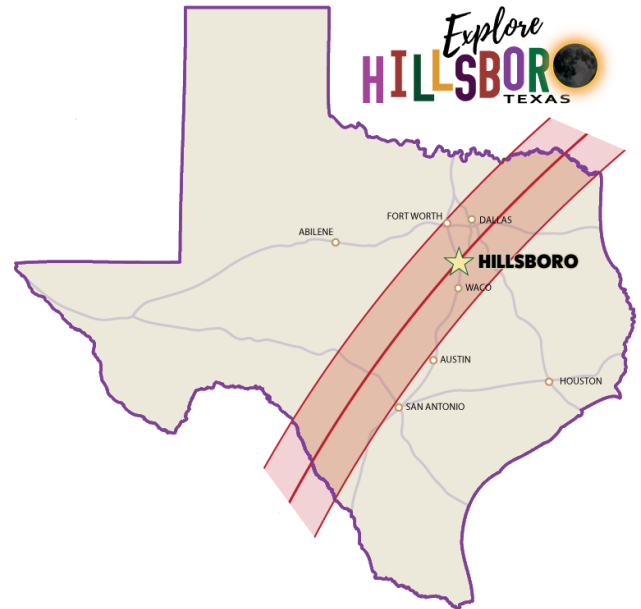 Explore
HILLSBORO
TEXAS
FORT WORTH
DALLAS
ABILENE
HILLSBORO
WACO
AUSTIN
HOUSTON
SAN ANTONIO